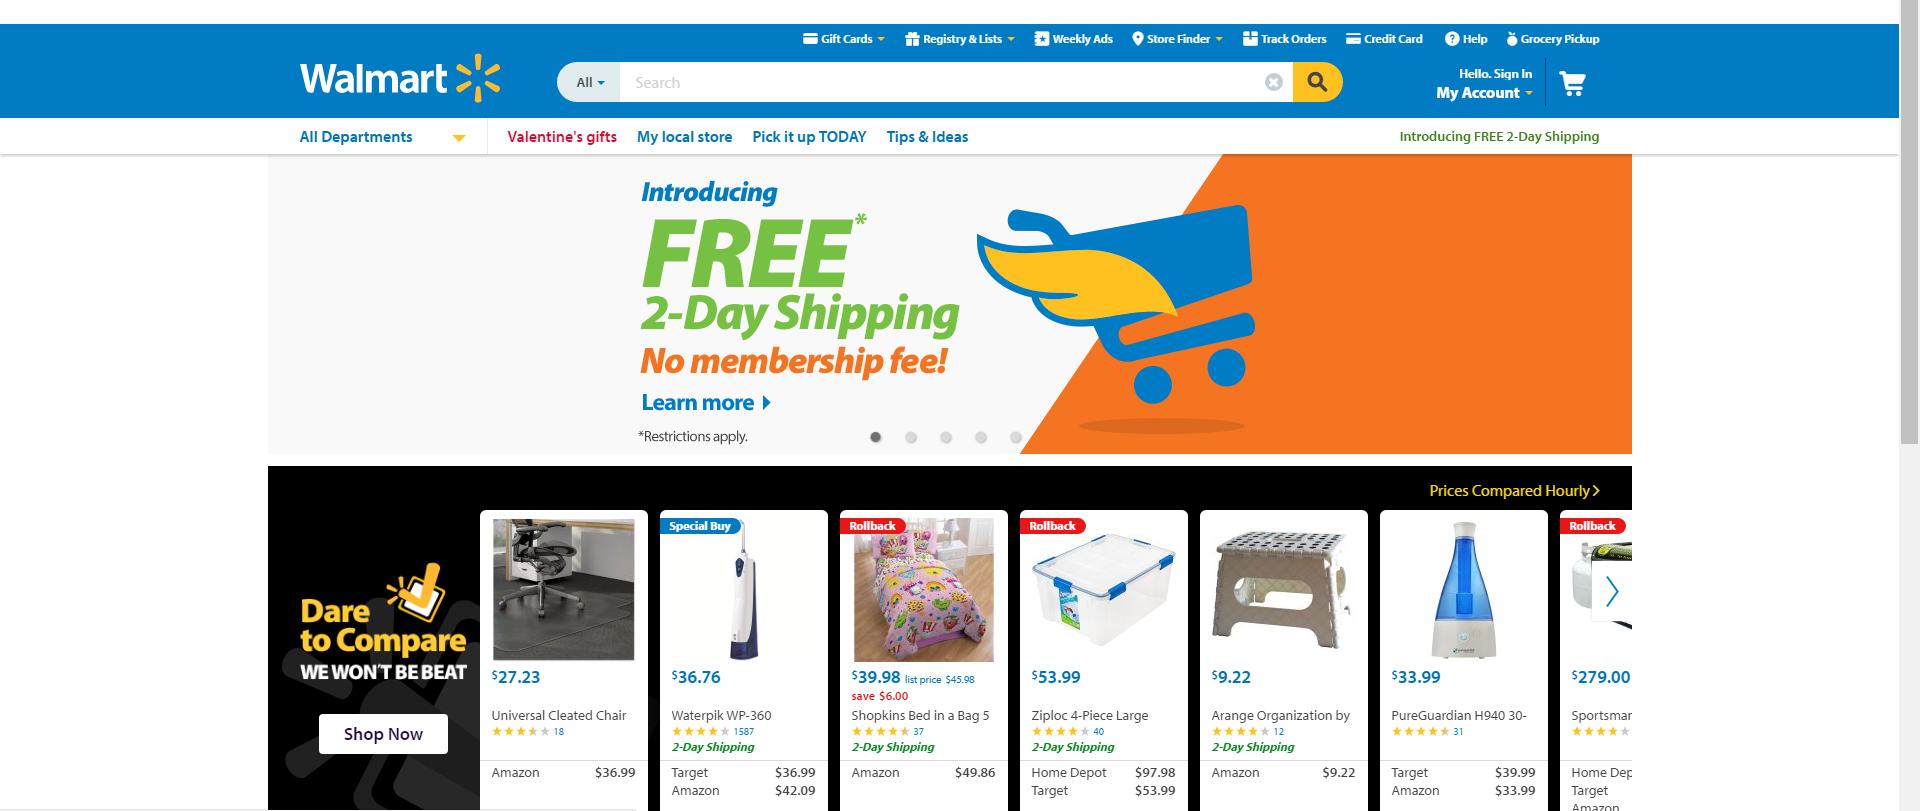 Gift Cards
Registry & Lists
Weekly Ads
Store Finder
Track Orders
Credit Card
Help
Grocery Pickup
Walmart
All
Search
Hello. Sign In
My Account
All Departments
Valentine's gifts
My local store
Pick it up TODAY
Tips & Ideas
Introducing FREE 2-Day Shipping
Introducing
FREE*
2-Day Shipping
No membership fee!
Learn more
*Restrictions apply.
Prices Compared Hourly
Dare
to Compare
WE WON'T BE BEAT
Shop Now
$27.23
Universal Cleated Chair
18
Amazon $36.99
Special Buy
$36.76
Waterpik WP-360
1587
2-Day Shipping
Target $36.99
Amazon $42.09
Rollback
$39.98 list price $45.98
save $6.00
Shopkins Bed in a Bag 5
37
2-Day Shipping
Amazon $49.86
Rollback
$53.99
Ziploc 4-Piece Large
40
2-Day Shipping
Home Depot $97.98
Target $53.99
$9.22
Arange Organization by
12
2-Day Shipping
Amazon $9.22
$33.99
PureGuardian H940 30-
31
Target $39.99
Amazon $33.99
Rollback
$279.00
Sportsmar
Home Dep
Target
Amazon